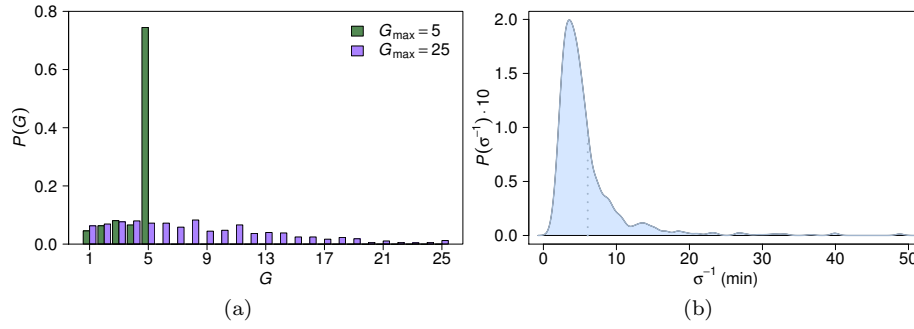 0.8
0.6
0.4
0.2
0.0
P(G)
1 5 9 13 17 21 25
G
G_max = 5
G_max = 25
(a)
2.0
1.5
1.0
0.5
0.0
P(σ⁻¹) · 10
0 10 20 30 40 50
σ⁻¹ (min)
(b)